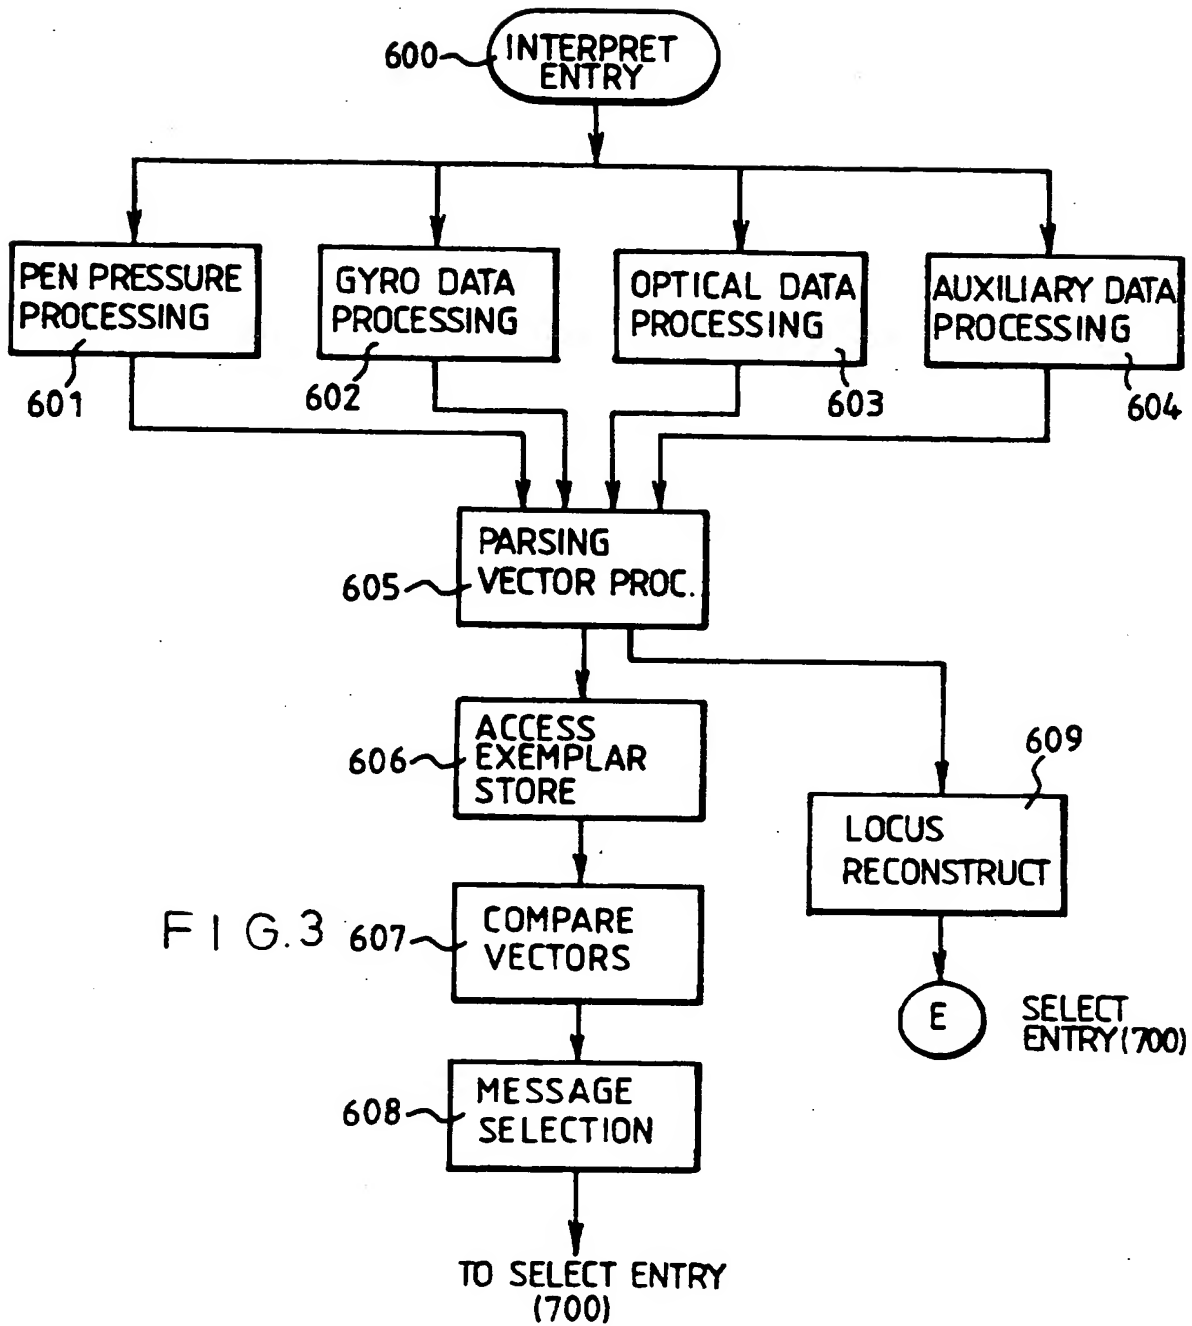 600
INTERPRET
ENTRY
PEN PRESSURE
PROCESSING
601
GYRO DATA
PROCESSING
602
OPTICAL DATA
PROCESSING
603
AUXILIARY DATA
PROCESSING
604
PARSING
VECTOR PROC.
605
ACCESS
EXEMPLAR
STORE
606
609
LOCUS
RECONSTRUCT
FIG.3
607
COMPARE
VECTORS
E
SELECT
ENTRY(700)
608
MESSAGE
SELECTION
TO SELECT ENTRY
(700)